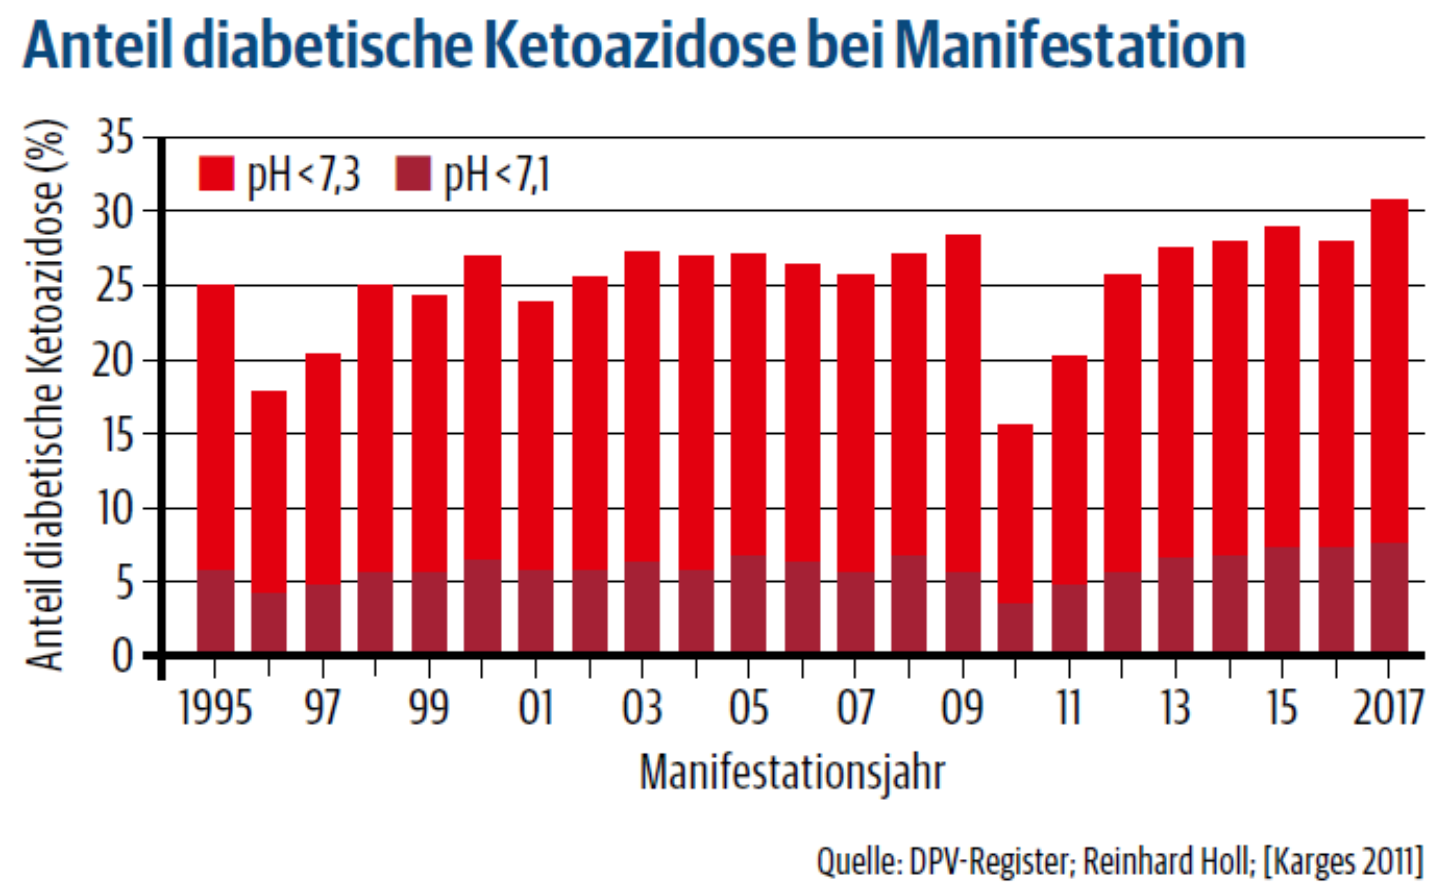 Anteil diabetische Ketoazidose bei Manifestation
Anteil diabetische Ketoazidose (%)
35
30
25
20
15
10
5
0
pH < 7,3 pH < 7,1
1995 97 99 01 03 05 07 09 11 13 15 2017
Manifestationsjahr
Quelle: DPV-Register; Reinhard Holl; [Karges 2011]